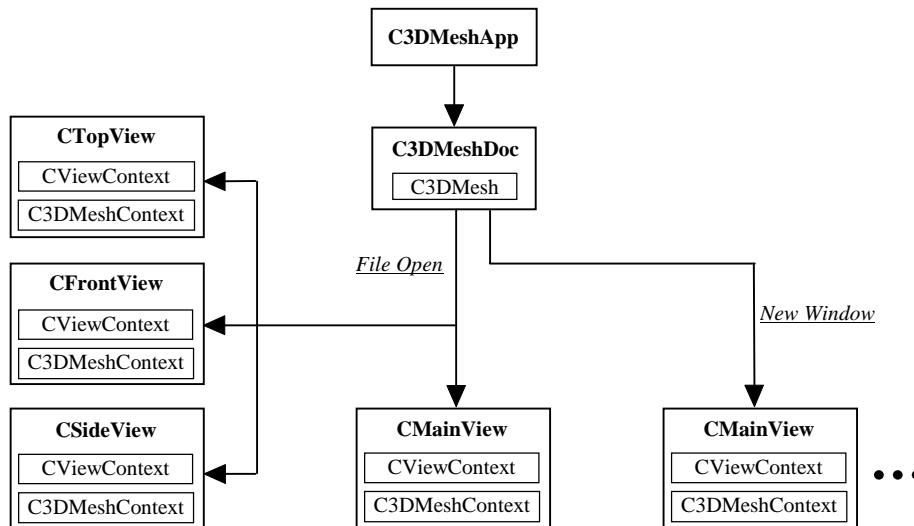 C3DMeshApp
C3DMeshDoc
C3DMesh
CTopView
CViewContext
C3DMeshContext
File Open
New Window
CFrontView
CViewContext
C3DMeshContext
CSideView
CViewContext
C3DMeshContext
CMainView
CViewContext
C3DMeshContext
CMainView
CViewContext
C3DMeshContext